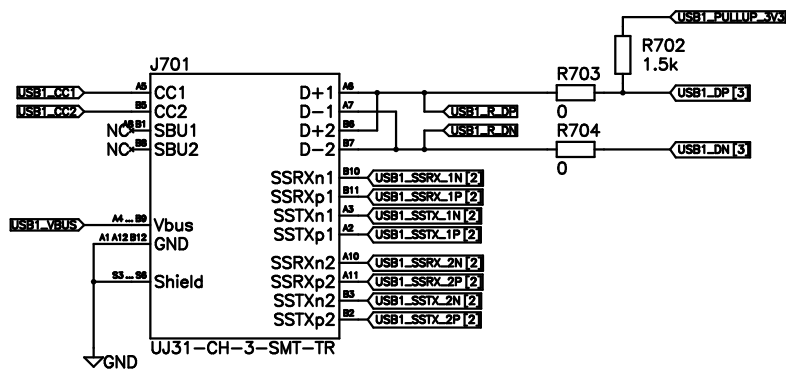 USB1_PULLUP_3V3
J701
R702
1.5k
R703
0
USB1_CC1 A5 CC1 D+1 A6 USB1_DP [3]
USB1_CC2 B5 CC2 D-1 A7 USB1_R_DP
NC A8 B1 SBU1 D+2 B6 USB1_R_DN
R704
0
NC B8 SBU2 D-2 B7 USB1_DN [3]
SSRXn1 B10 USB1_SSRX_1N [2]
SSRXp1 B11 USB1_SSRX_1P [2]
SSTXn1 A3 USB1_SSTX_1N [2]
USB1_VBUS A4 ... B9 Vbus
SSTXp1 A2 USB1_SSTX_1P [2]
A1 A12 B12 GND
SSRXn2 A10 USB1_SSRX_2N [2]
S3 ... S6 Shield
SSRXp2 A11 USB1_SSRX_2P [2]
SSTXn2 B3 USB1_SSTX_2N [2]
SSTXp2 B2 USB1_SSTX_2P [2]
UJ31-CH-3-SMT-TR
GND